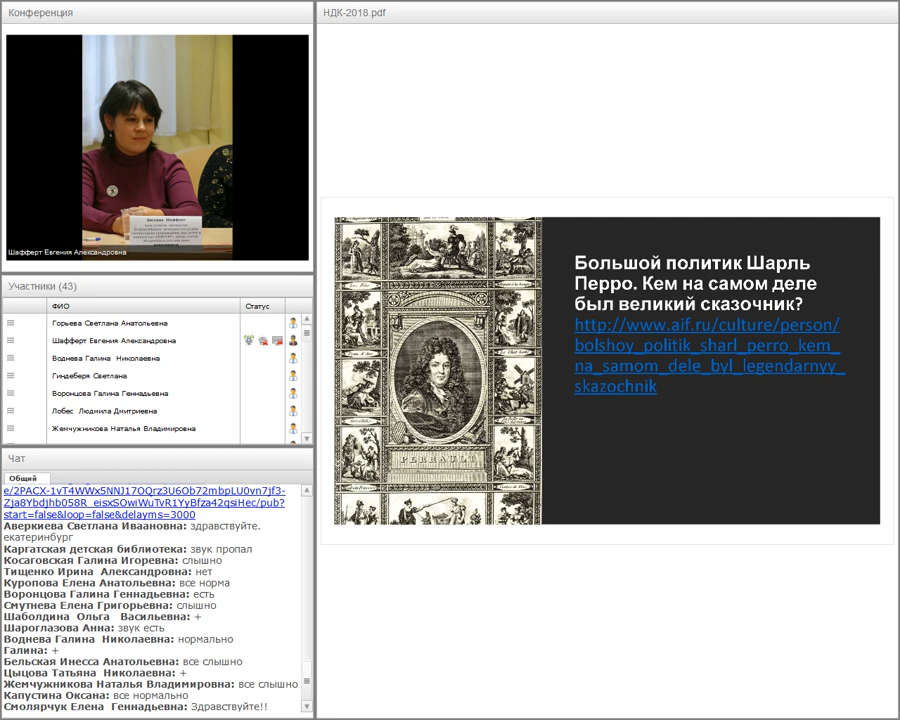 Конференция
Шафферт Евгения Александровна
Участники (43)
ФИО
Статус
Горьева Светлана Анатольевна
Шафферт Евгения Александровна
Воднева Галина Николаевна
Гиндеберя Светлана
Воронцова Галина Геннадьевна
Лобес Людмила Дмитриевна
Жемчужникова Наталья Владимировна
Чат
Общий
e/2PACX-1vT4WWx5NNJ17OQrz3U6Ob72mbpLU0vn7jf3-
Zja8Ybdjhb058R_eisxSOwiWuTvR1YyBfza42qsiHec/pub?
start=false&loop=false&delayms=3000
Аверкиева Светлана Ивановна: здравствуйте.
екатеринбург
Каргатская детская библиотека: звук пропал
Косаговская Галина Игоревна: слышно
Тищенко Ирина Александровна: нет
Куропова Елена Анатольевна: все норма
Воронцова Галина Геннадьевна: есть
Смутнева Елена Григорьевна: слышно
Шаболдина Ольга Васильевна: +
Шароглазова Анна: звук есть
Воднева Галина Николаевна: нормально
Галина: +
Бельская Инесса Анатольевна: все слышно
Цыцова Татьяна Николаевна: +
Жемчужникова Наталья Владимировна: все слышно
Капустина Оксана: все нормально
Смолярчук Елена Геннадьевна: Здравствуйте!!
НДК-2018.pdf
PERRAULT
Большой политик Шарль
Перро. Кем на самом деле
был великий сказочник?
http://www.aif.ru/culture/person/
bolshoy_politik_sharl_perro_kem_
na_samom_dele_byl_legendarnyy_
skazochnik